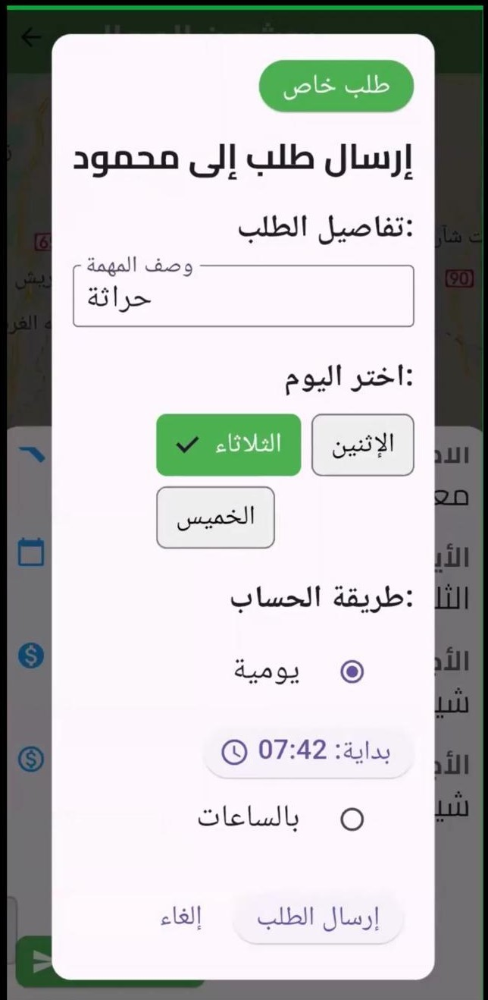 طلب خاص
إرسال طلب إلى محمود
تفاصيل الطلب:
وصف المهمة
حراثة
اختر اليوم:
الإثنين
الثلاثاء
الخميس
طريقة الحساب:
يومية
بداية: 07:42
بالساعات
إرسال الطلب
إلغاء
90